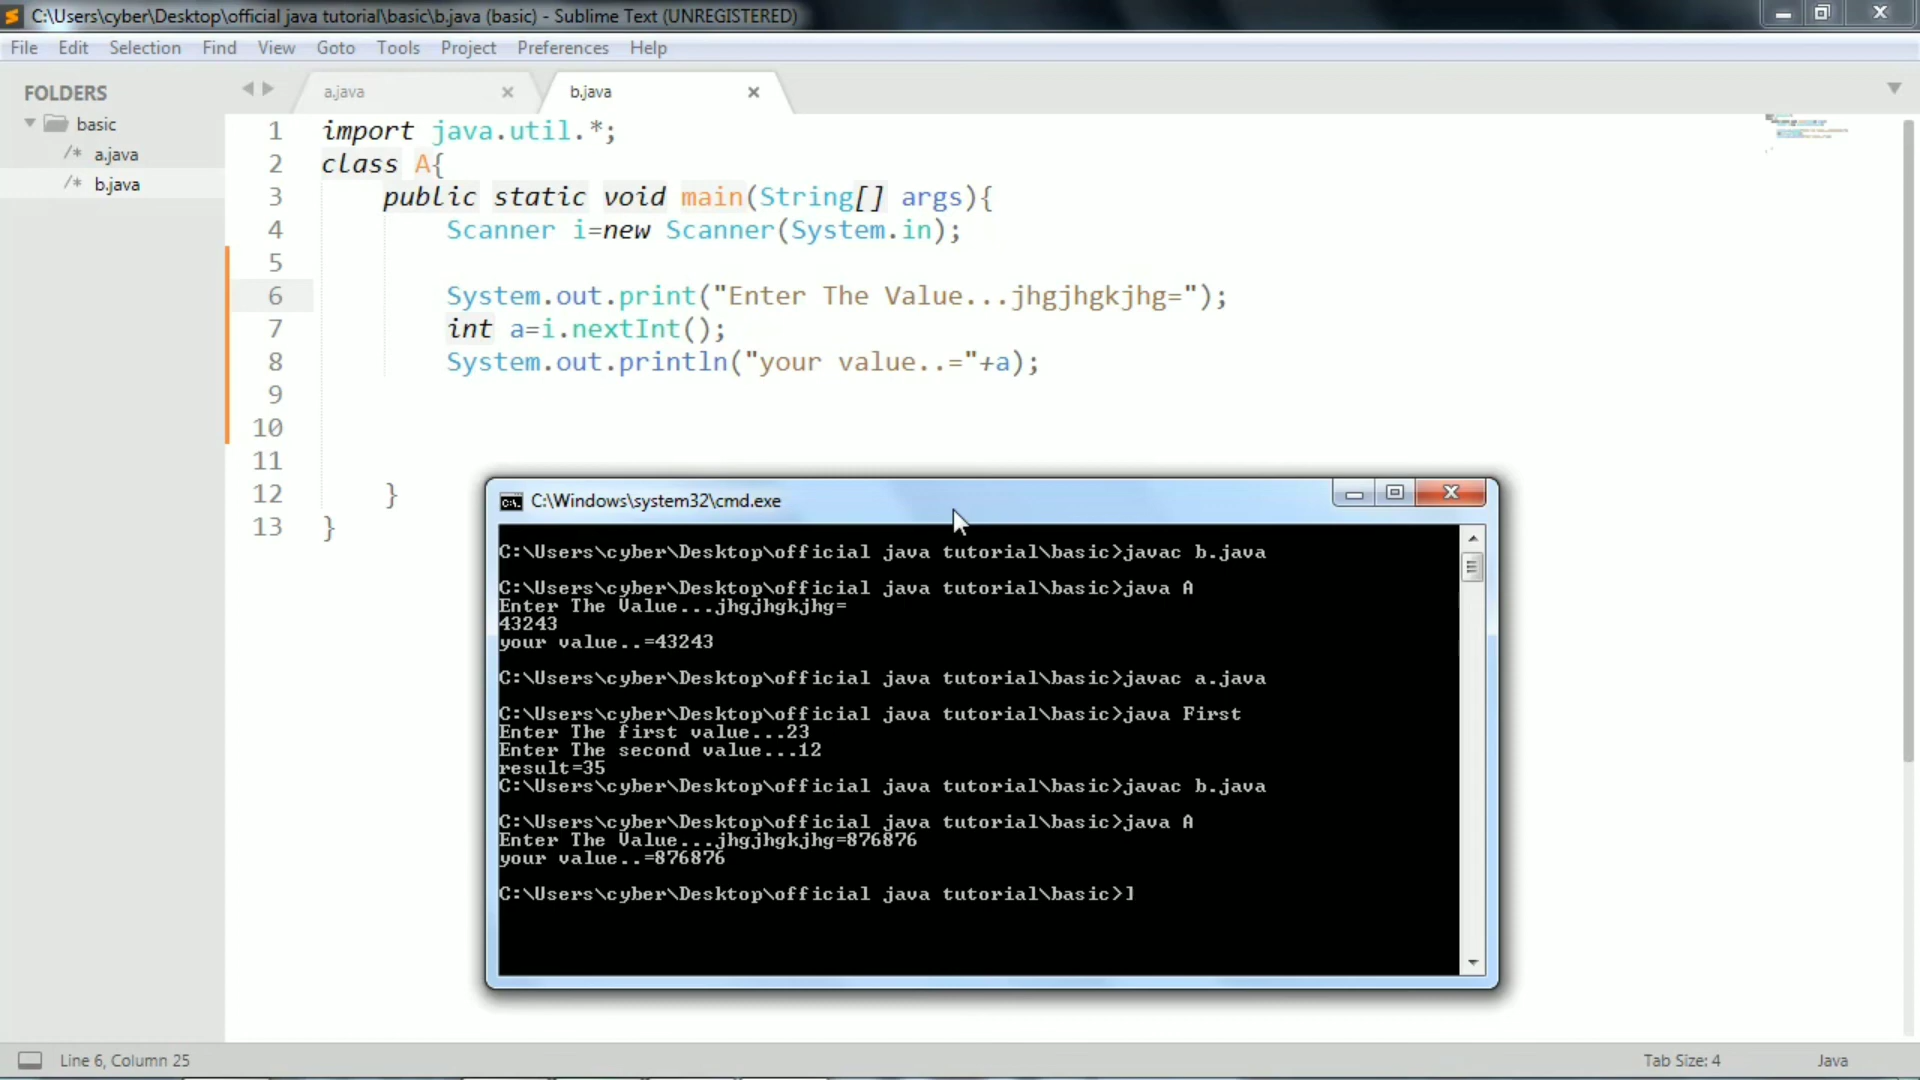 C:\Users\cyber\Desktop\official java tutorial\basic\b.java (basic) - Sublime Text (UNREGISTERED)
File Edit Selection Find View Goto Tools Project Preferences Help
FOLDERS
basic
/* a.java
/* b.java
a.java
b.java
1 import java.util.*;
2 class A{
3 public static void main(String[] args){
4 Scanner i=new Scanner(System.in);
5
6 System.out.print("Enter The Value...jhgjhgkjhg=");
7 int a=i.nextInt();
8 System.out.println("your value..="+a);
9
10
11
12 }
13 }
C:\Windows\system32\cmd.exe
C:\Users\cyber\Desktop\official java tutorial\basic>javac b.java
C:\Users\cyber\Desktop\official java tutorial\basic>java A
Enter The Value...jhgjhgkjhg=
43243
your value..=43243
C:\Users\cyber\Desktop\official java tutorial\basic>javac a.java
C:\Users\cyber\Desktop\official java tutorial\basic>java First
Enter The first value...23
Enter The second value...12
result=35
C:\Users\cyber\Desktop\official java tutorial\basic>javac b.java
C:\Users\cyber\Desktop\official java tutorial\basic>java A
Enter The Value...jhgjhgkjhg=876876
your value..=876876
C:\Users\cyber\Desktop\official java tutorial\basic>]
Line 6, Column 25
Tab Size: 4
Java